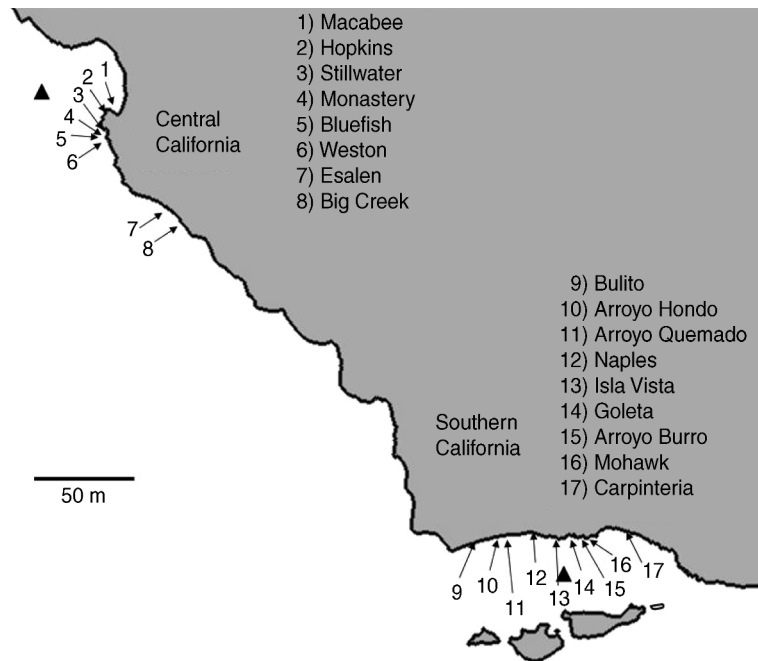 1) Macabee
2) Hopkins
3) Stillwater
4) Monastery
5) Bluefish
6) Weston
7) Esalen
8) Big Creek
1
2
3
4
5
6
Central
California
7
8
9) Bulito
10) Arroyo Hondo
11) Arroyo Quemado
12) Naples
13) Isla Vista
14) Goleta
15) Arroyo Burro
16) Mohawk
17) Carpinteria
Southern
California
50 m
9
10
11
12
13
14
15
16
17